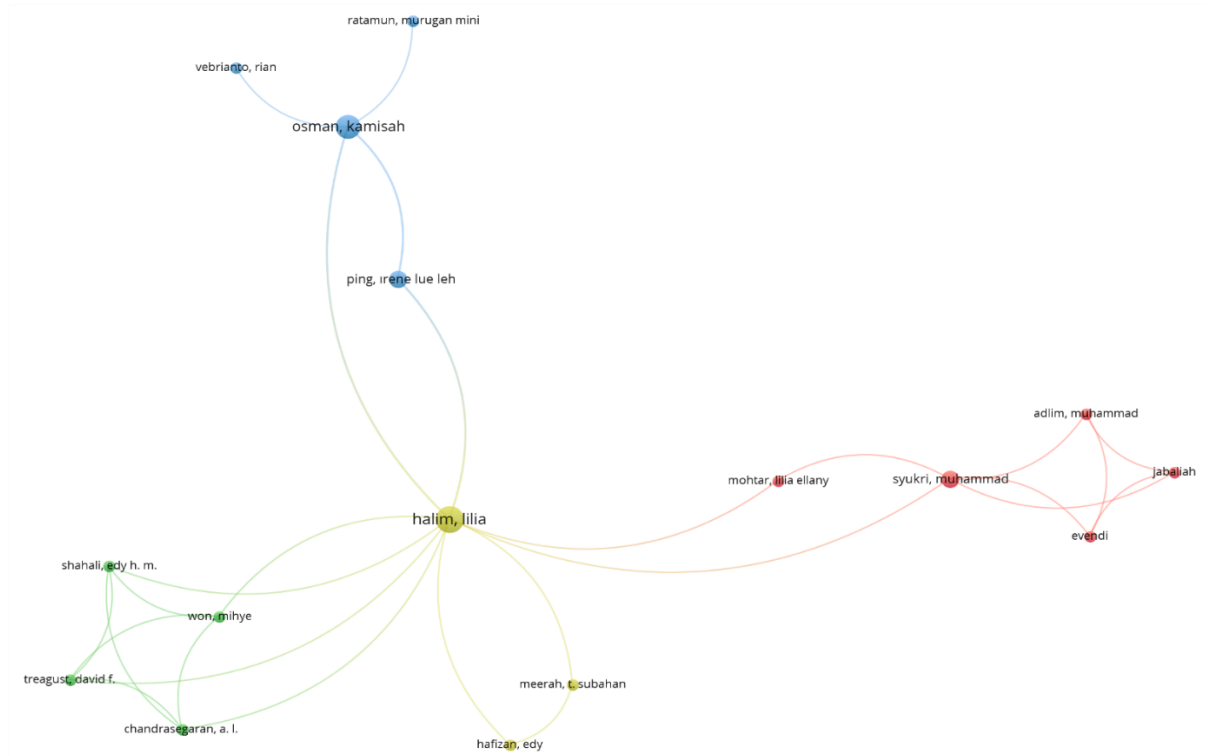 ratamun, murugan mini
vebrianto, rian
osman, kamisah
ping, ırene lue leh
adlim, muhammad
jabaliah
mohtar, lilia ellany
syukri, muhammad
halim, lilia
evendi
shahali, edy h. m.
won, mihye
treagust, david f.
meerah, t. subahan
chandrasegaran, a. l.
hafizan, edy